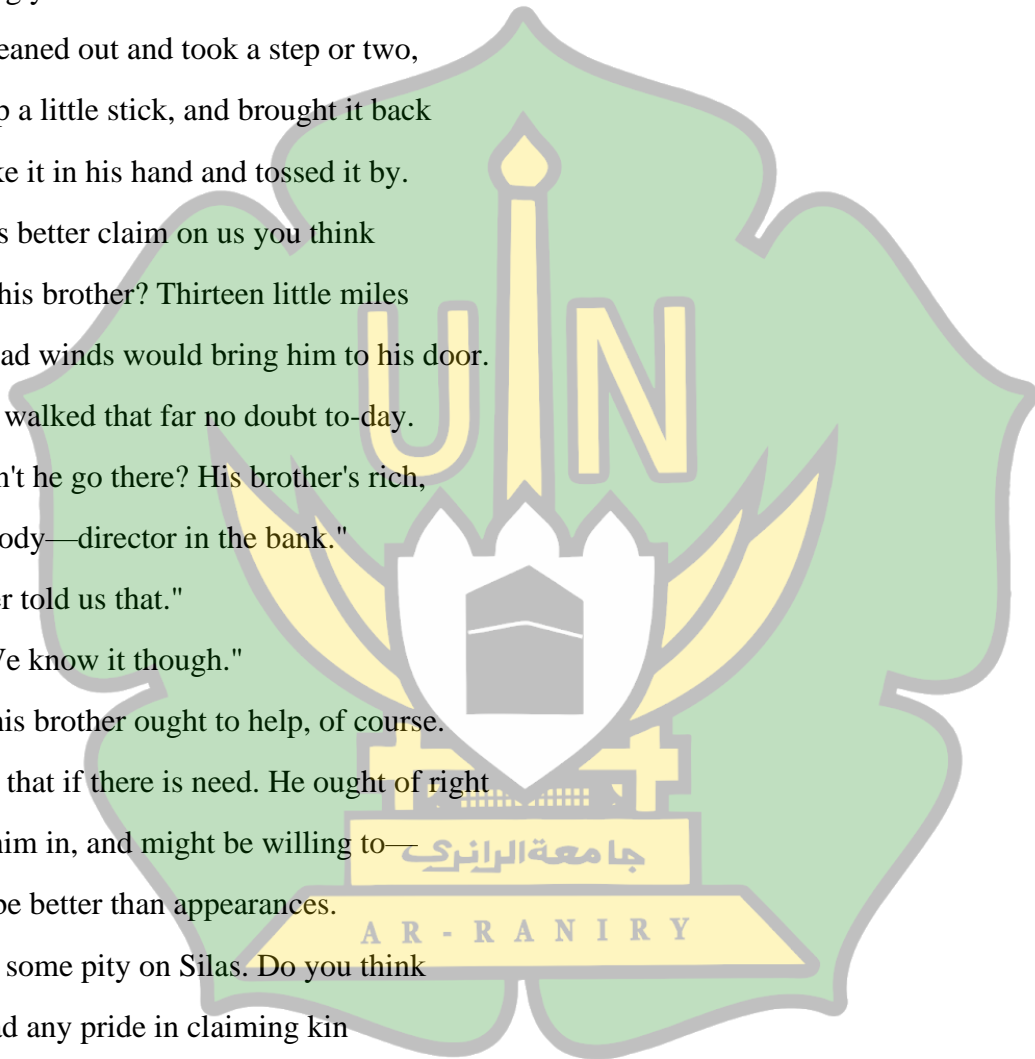 eaned out and took a step or two,
p a little stick, and brought it back
ke it in his hand and tossed it by.
s better claim on us you think
his brother? Thirteen little miles
ad winds would bring him to his door.
walked that far no doubt to-day.
n't he go there? His brother's rich,
ody—director in the bank."
er told us that."
We know it though."
his brother ought to help, of course.
that if there is need. He ought of right
him in, and might be willing to—
be better than appearances.
some pity on Silas. Do you think
ad any pride in claiming kin
UIN
جامعة الرانري
AR-RANIRY